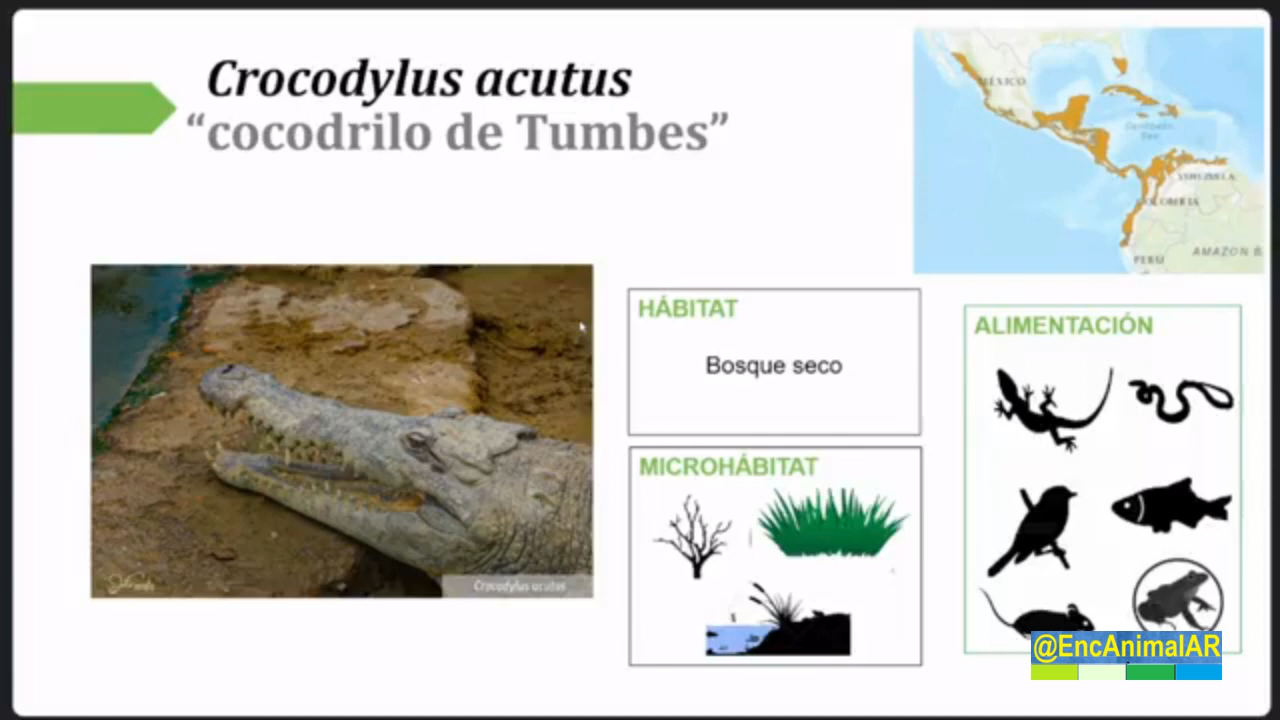 Crocodylus acutus
“cocodrilo de Tumbes”
MÉXICO
Caribbean
Sea
VENEZUELA
COLOMBIA
AMAZON B
PERU
HÁBITAT
Bosque seco
ALIMENTACIÓN
MICROHÁBITAT
Crocodylus acutus
@EncAnimalAR